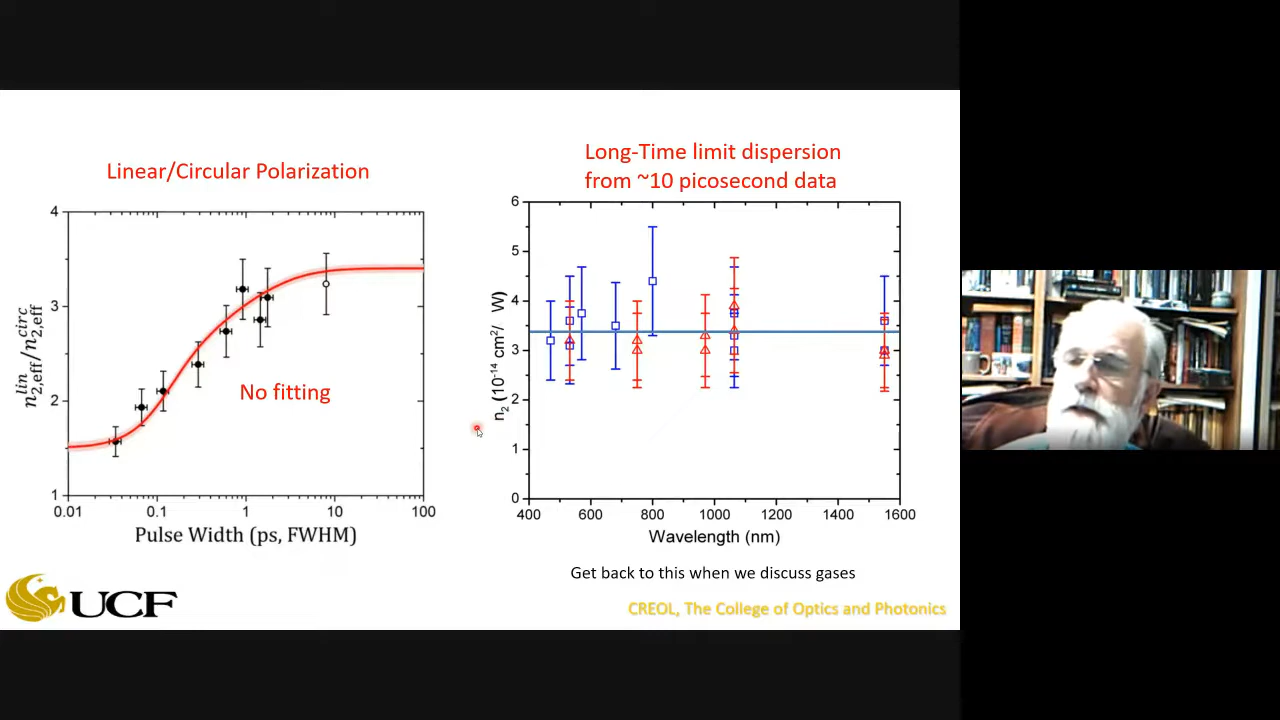 Linear/Circular Polarization
4
3
2
1
n₂,eff^lin/n₂,eff^circ
No fitting
0.01 0.1 1 10 100
Pulse Width (ps, FWHM)
Long-Time limit dispersion
from ~10 picosecond data
6
5
4
3
2
1
0
n₂ (10⁻¹⁴ cm²/ W)
400 600 800 1000 1200 1400 1600
Wavelength (nm)
Get back to this when we discuss gases
UCF
CREOL, The College of Optics and Photonics